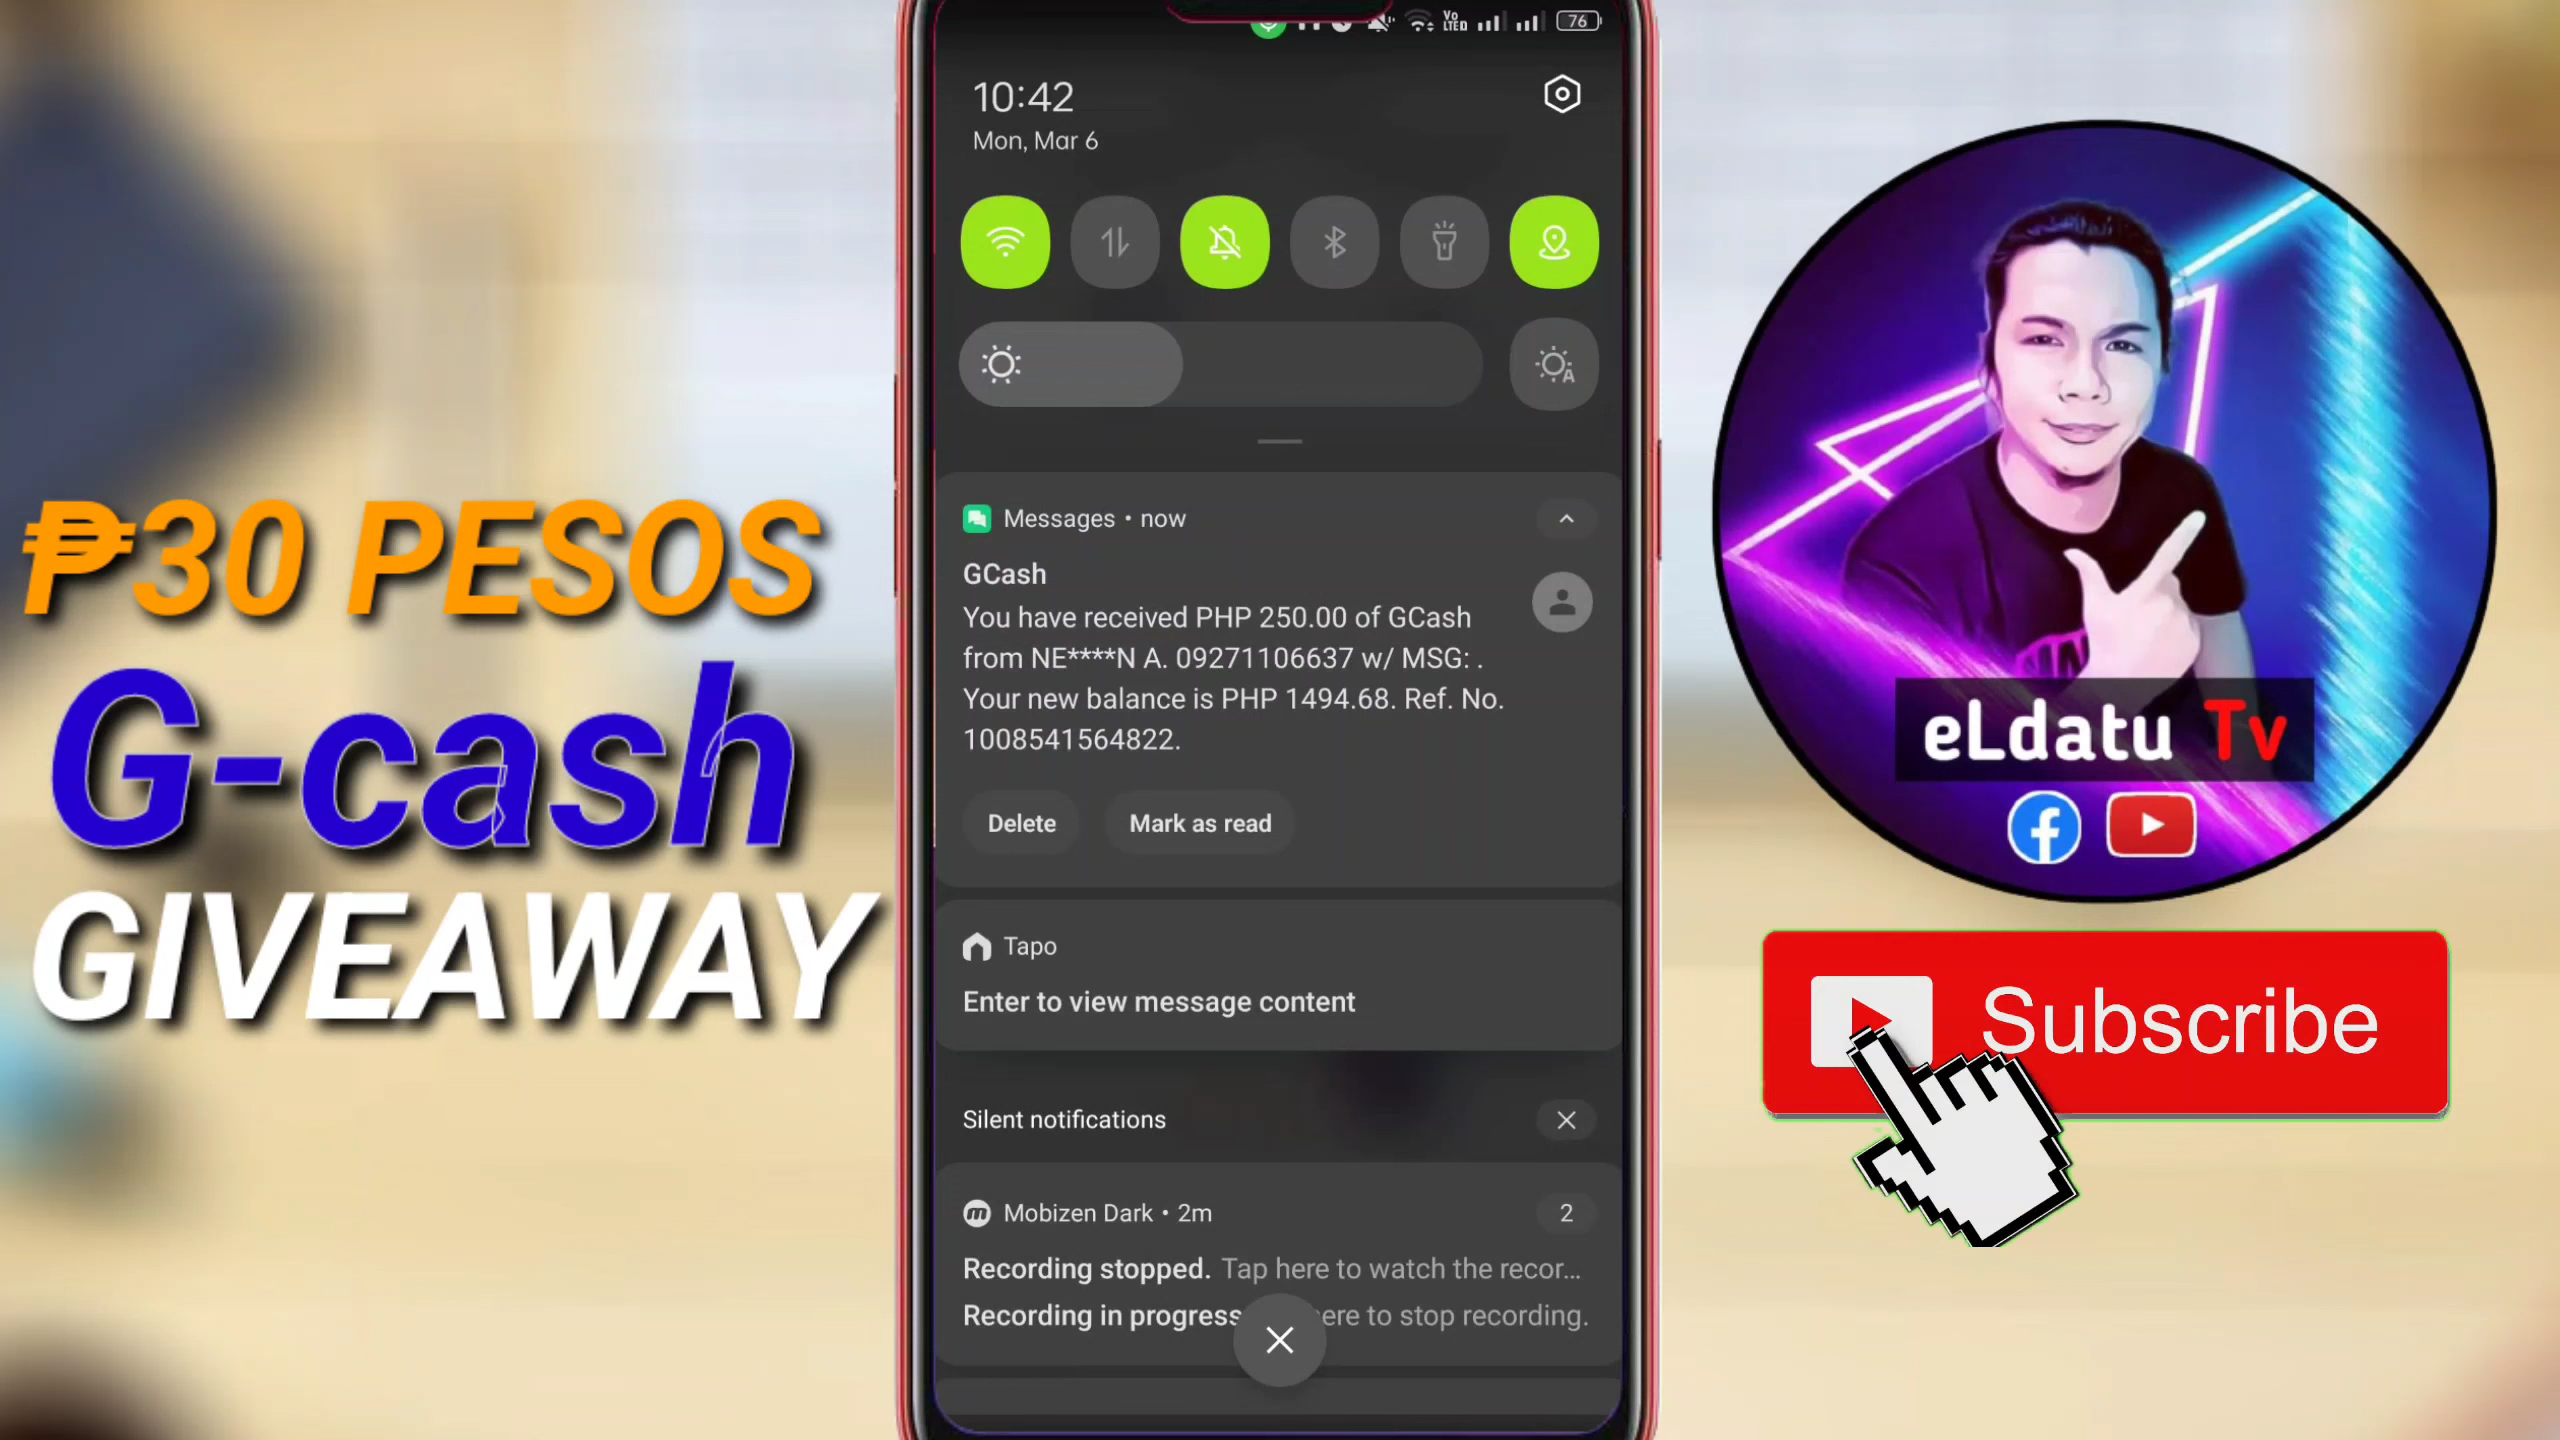 ₱30 PESOS
G-cash
GIVEAWAY
Vo
LTED
76
10:42
Mon, Mar 6
A
Messages • now
GCash
You have received PHP 250.00 of GCash
from NE****N A. 09271106637 w/ MSG: .
Your new balance is PHP 1494.68. Ref. No.
1008541564822.
Delete
Mark as read
Tapo
Enter to view message content
Silent notifications
Mobizen Dark • 2m
2
Recording stopped. Tap here to watch the recor...
Recording in progress
ere to stop recording.
eLdatu Tv
Subscribe